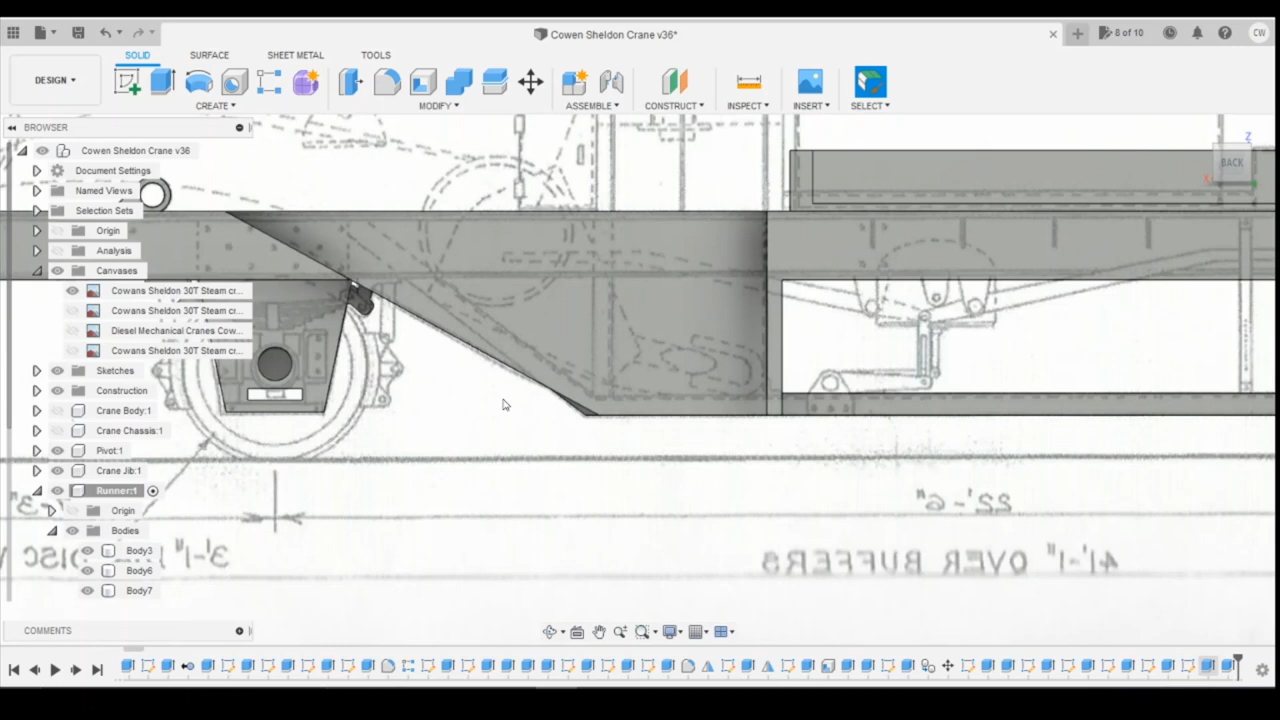 Cowen Sheldon Crane v36*
8 of 10
CW
DESIGN
SOLID
SURFACE
SHEET METAL
TOOLS
CREATE
MODIFY
ASSEMBLE
CONSTRUCT
INSPECT
INSERT
SELECT
BROWSER
Cowen Sheldon Crane v36
Document Settings
Named Views
Selection Sets
Origin
Analysis
Canvases
Cowans Sheldon 30T Steam cr...
Cowans Sheldon 30T Steam cr...
Diesel Mechanical Cranes Cow...
Cowans Sheldon 30T Steam cr...
Sketches
Construction
Crane Body:1
Crane Chassis:1
Pivot:1
Crane Jib:1
Runner:1
Origin
Bodies
Body3
Body6
Body7
Z
BACK
X
22'-6"
3'-1"
DISC
41'-1" OVER BUFFERS
COMMENTS